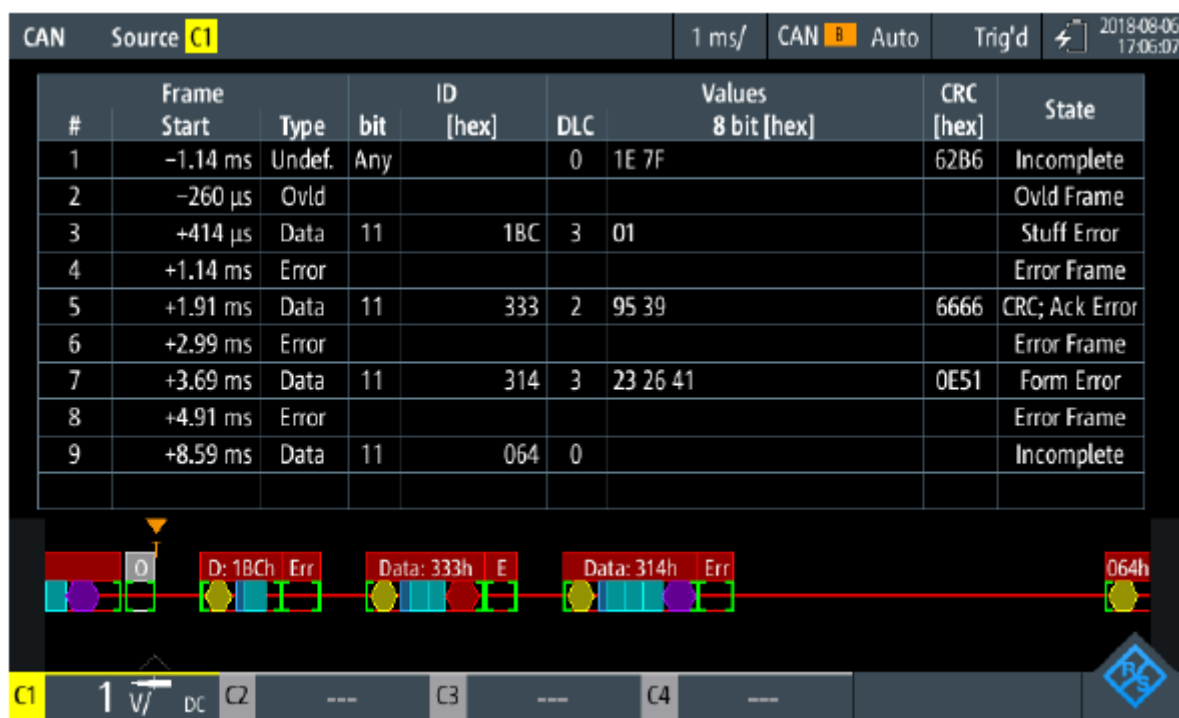 CAN Source C1 1 ms/ CAN B Auto Trig'd 2018-08-06
17:06:07
Frame ID Values CRC State
# Start Type bit [hex] DLC 8 bit [hex] [hex]
1 −1.14 ms Undef. Any 0 1E 7F 62B6 Incomplete
2 −260 µs Ovld Ovld Frame
3 +414 µs Data 11 1BC 3 01 Stuff Error
4 +1.14 ms Error Error Frame
5 +1.91 ms Data 11 333 2 95 39 6666 CRC; Ack Error
6 +2.99 ms Error Error Frame
7 +3.69 ms Data 11 314 3 23 26 41 0E51 Form Error
8 +4.91 ms Error Error Frame
9 +8.59 ms Data 11 064 0 Incomplete
T
O D: 1BCh Err Data: 333h E Data: 314h Err 064h
R&S
C1 1 V/ DC C2 --- C3 --- C4 ---